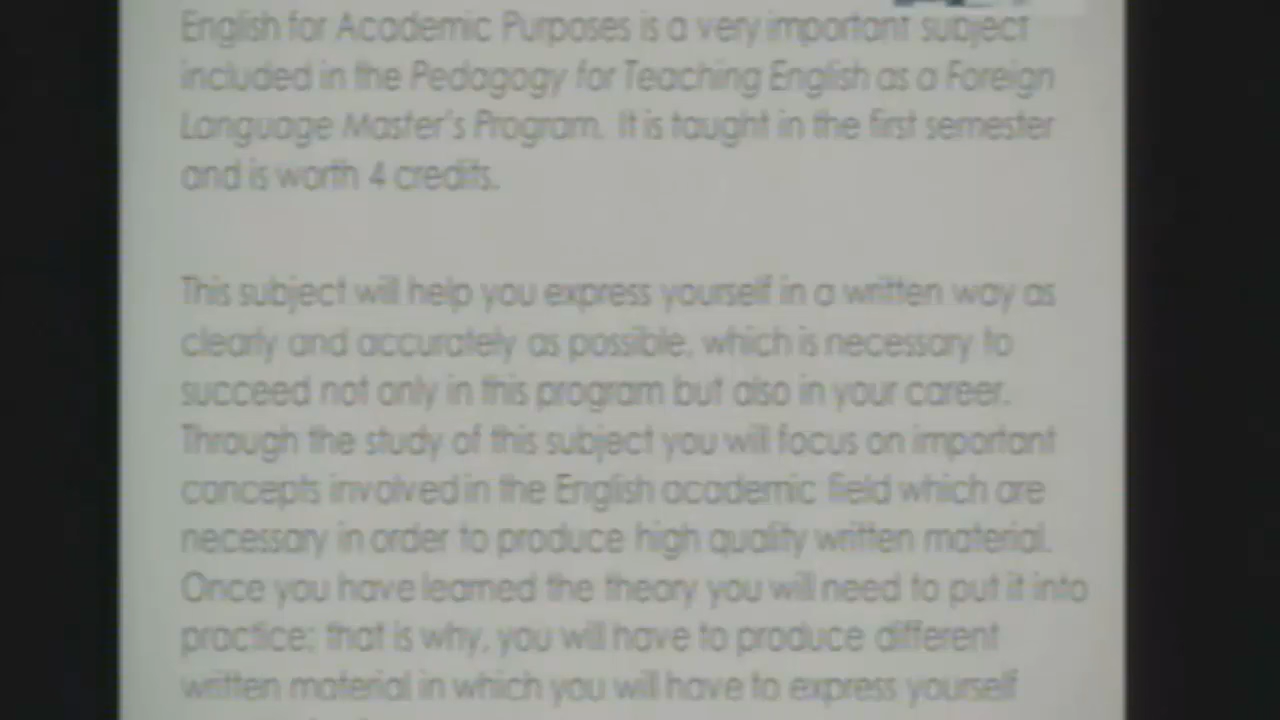 English for Academic Purposes is a very important subject
included in the Pedagogy for Teaching English as a Foreign
Language Master's Program. It is taught in the first semester
and is worth 4 credits.
This subject will help you express yourself in a written way as
clearly and accurately as possible, which is necessary to
succeed not only in this program but also in your career.
Through the study of this subject you will focus on important
concepts involved in the English academic field which are
necessary in order to produce high quality written material.
Once you have learned the theory you will need to put it into
practice; that is why, you will have to produce different
written material in which you will have to express yourself